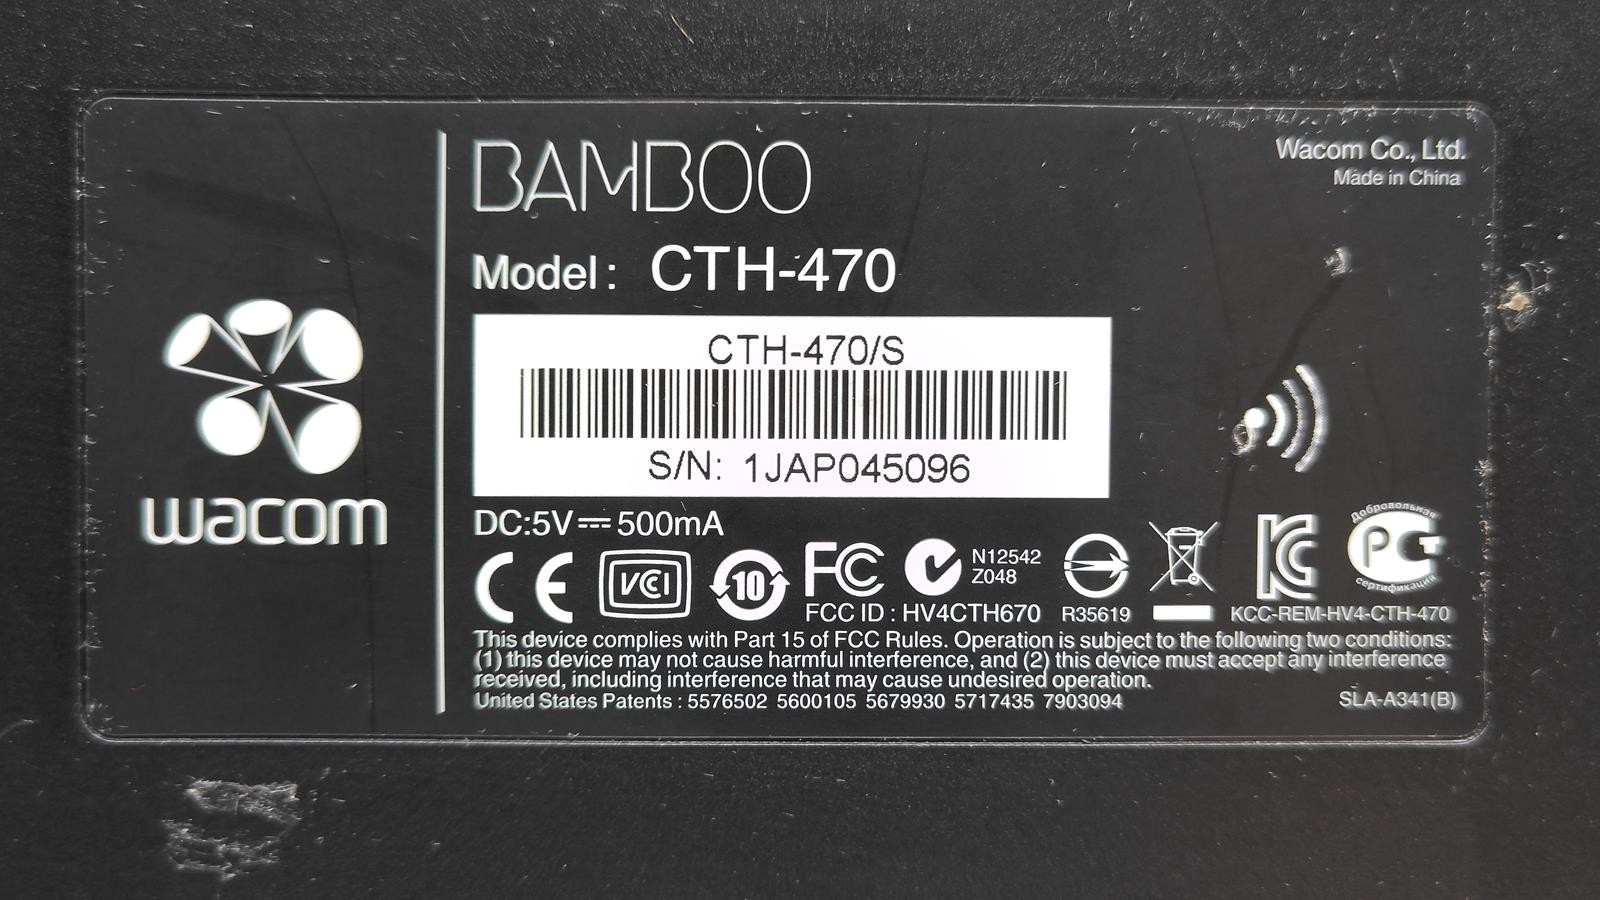 BAMBOO
Wacom Co., Ltd.
Made in China
Model : CTH-470
CTH-470/S
S/N: 1JAP045096
wacom
DC:5V⎓500mA
CE VCCI 10 FC N12542
Z048
Добровольная
РСТ
сертификация
FCC ID : HV4CTH670 R35619 KCC-REM-HV4-CTH-470
This device complies with Part 15 of FCC Rules. Operation is subject to the following two conditions:
(1) this device may not cause harmful interference, and (2) this device must accept any interference
received, including interference that may cause undesired operation.
United States Patents : 5576502 5600105 5679930 5717435 7903094
SLA-A341(B)